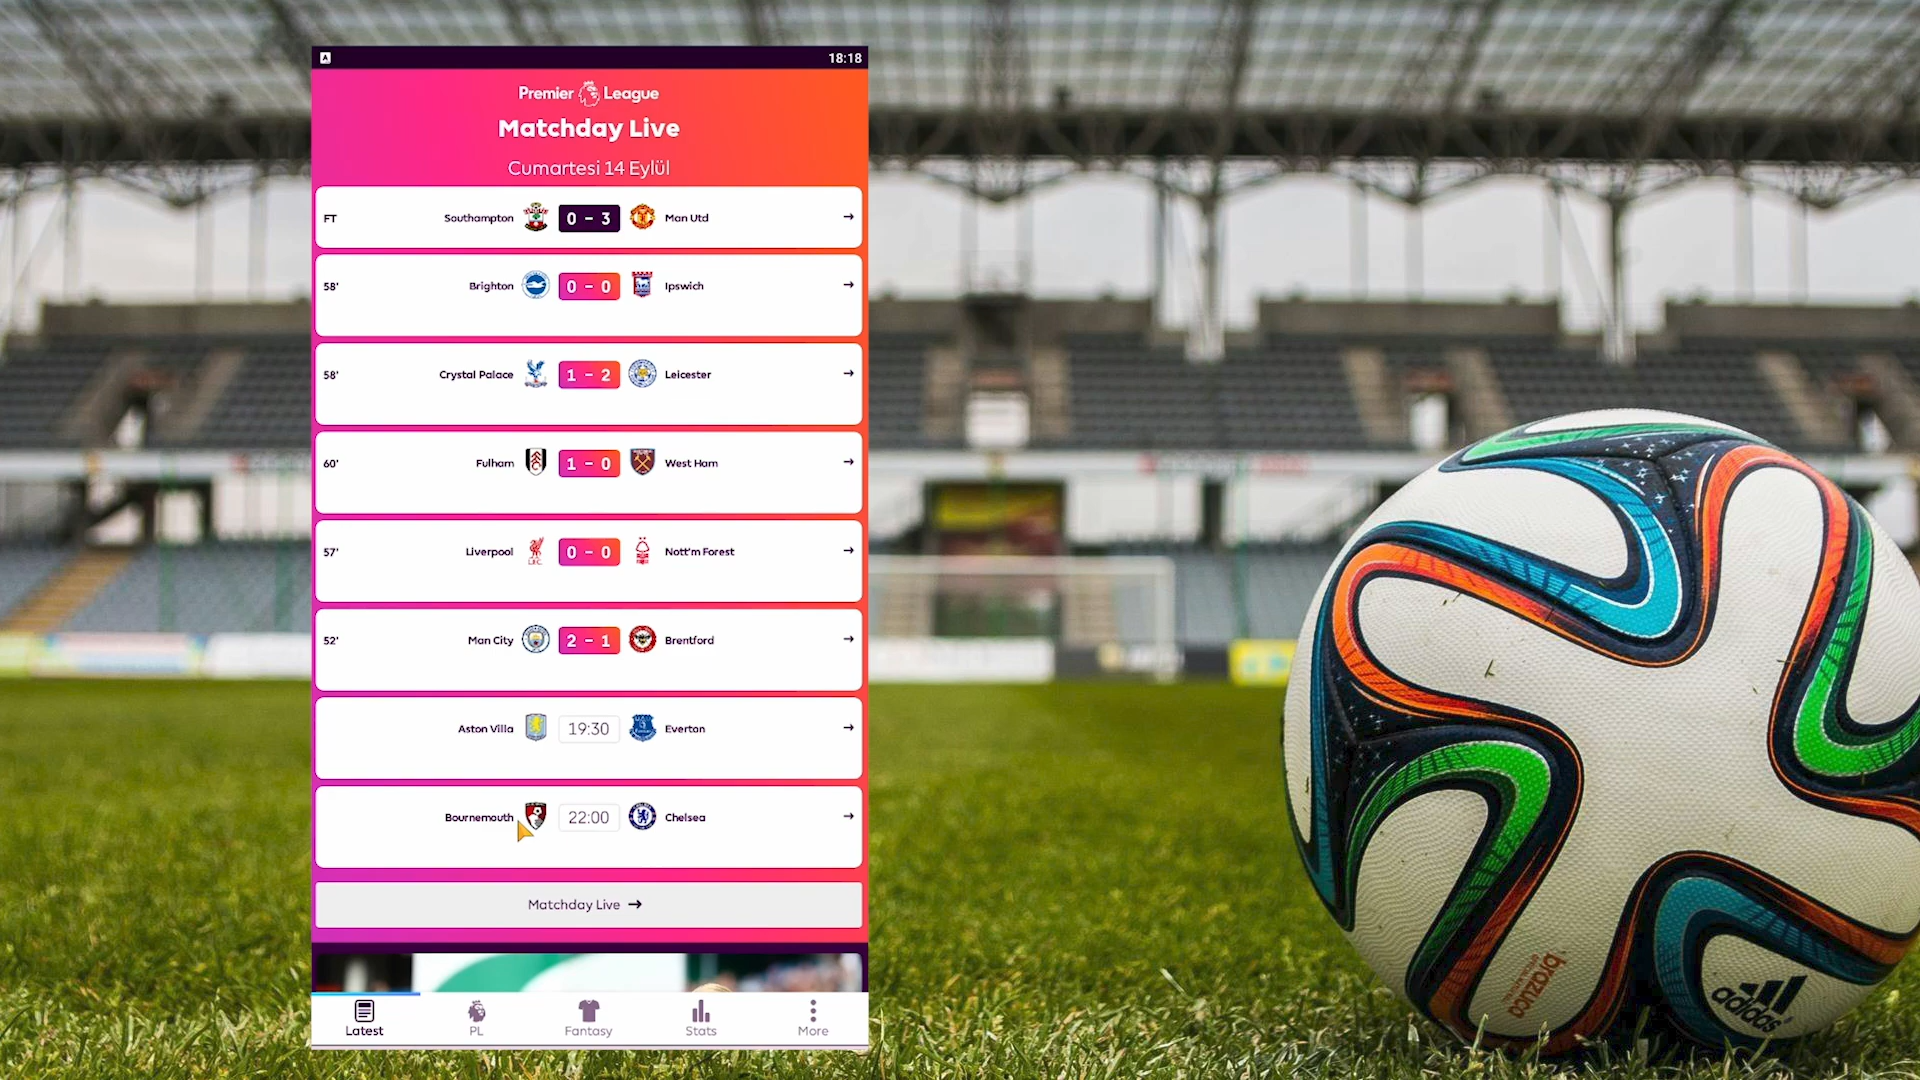 18:18
Premier League
Matchday Live
Cumartesi 14 Eylül
FT Southampton 0 - 3 Man Utd
58' Brighton 0 - 0 Ipswich
58' Crystal Palace 1 - 2 Leicester
60' Fulham 1 - 0 West Ham
57' Liverpool 0 - 0 Nott'm Forest
52' Man City 2 - 1 Brentford
Aston Villa 19:30 Everton
Bournemouth 22:00 Chelsea
Matchday Live
Latest PL Fantasy Stats More
brazuca
adidas